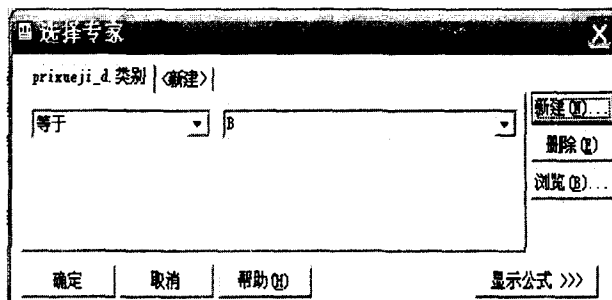 选择专家
prixueji_d.类别 <新建>
等于 B
新建(N)...
删除(E)
浏览(B)...
确定 取消 帮助(H) 显示公式 >>>